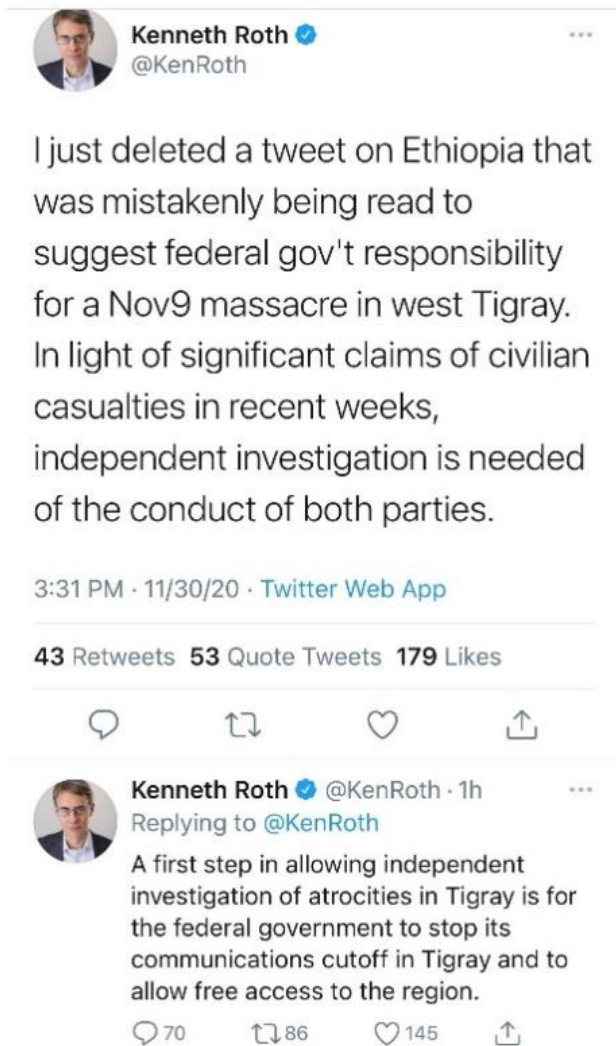 Kenneth Roth
@KenRoth
I just deleted a tweet on Ethiopia that
was mistakenly being read to
suggest federal gov't responsibility
for a Nov9 massacre in west Tigray.
In light of significant claims of civilian
casualties in recent weeks,
independent investigation is needed
of the conduct of both parties.
3:31 PM · 11/30/20 · Twitter Web App
43 Retweets 53 Quote Tweets 179 Likes
Kenneth Roth @KenRoth · 1h
Replying to @KenRoth
A first step in allowing independent
investigation of atrocities in Tigray is for
the federal government to stop its
communications cutoff in Tigray and to
allow free access to the region.
70 86 145